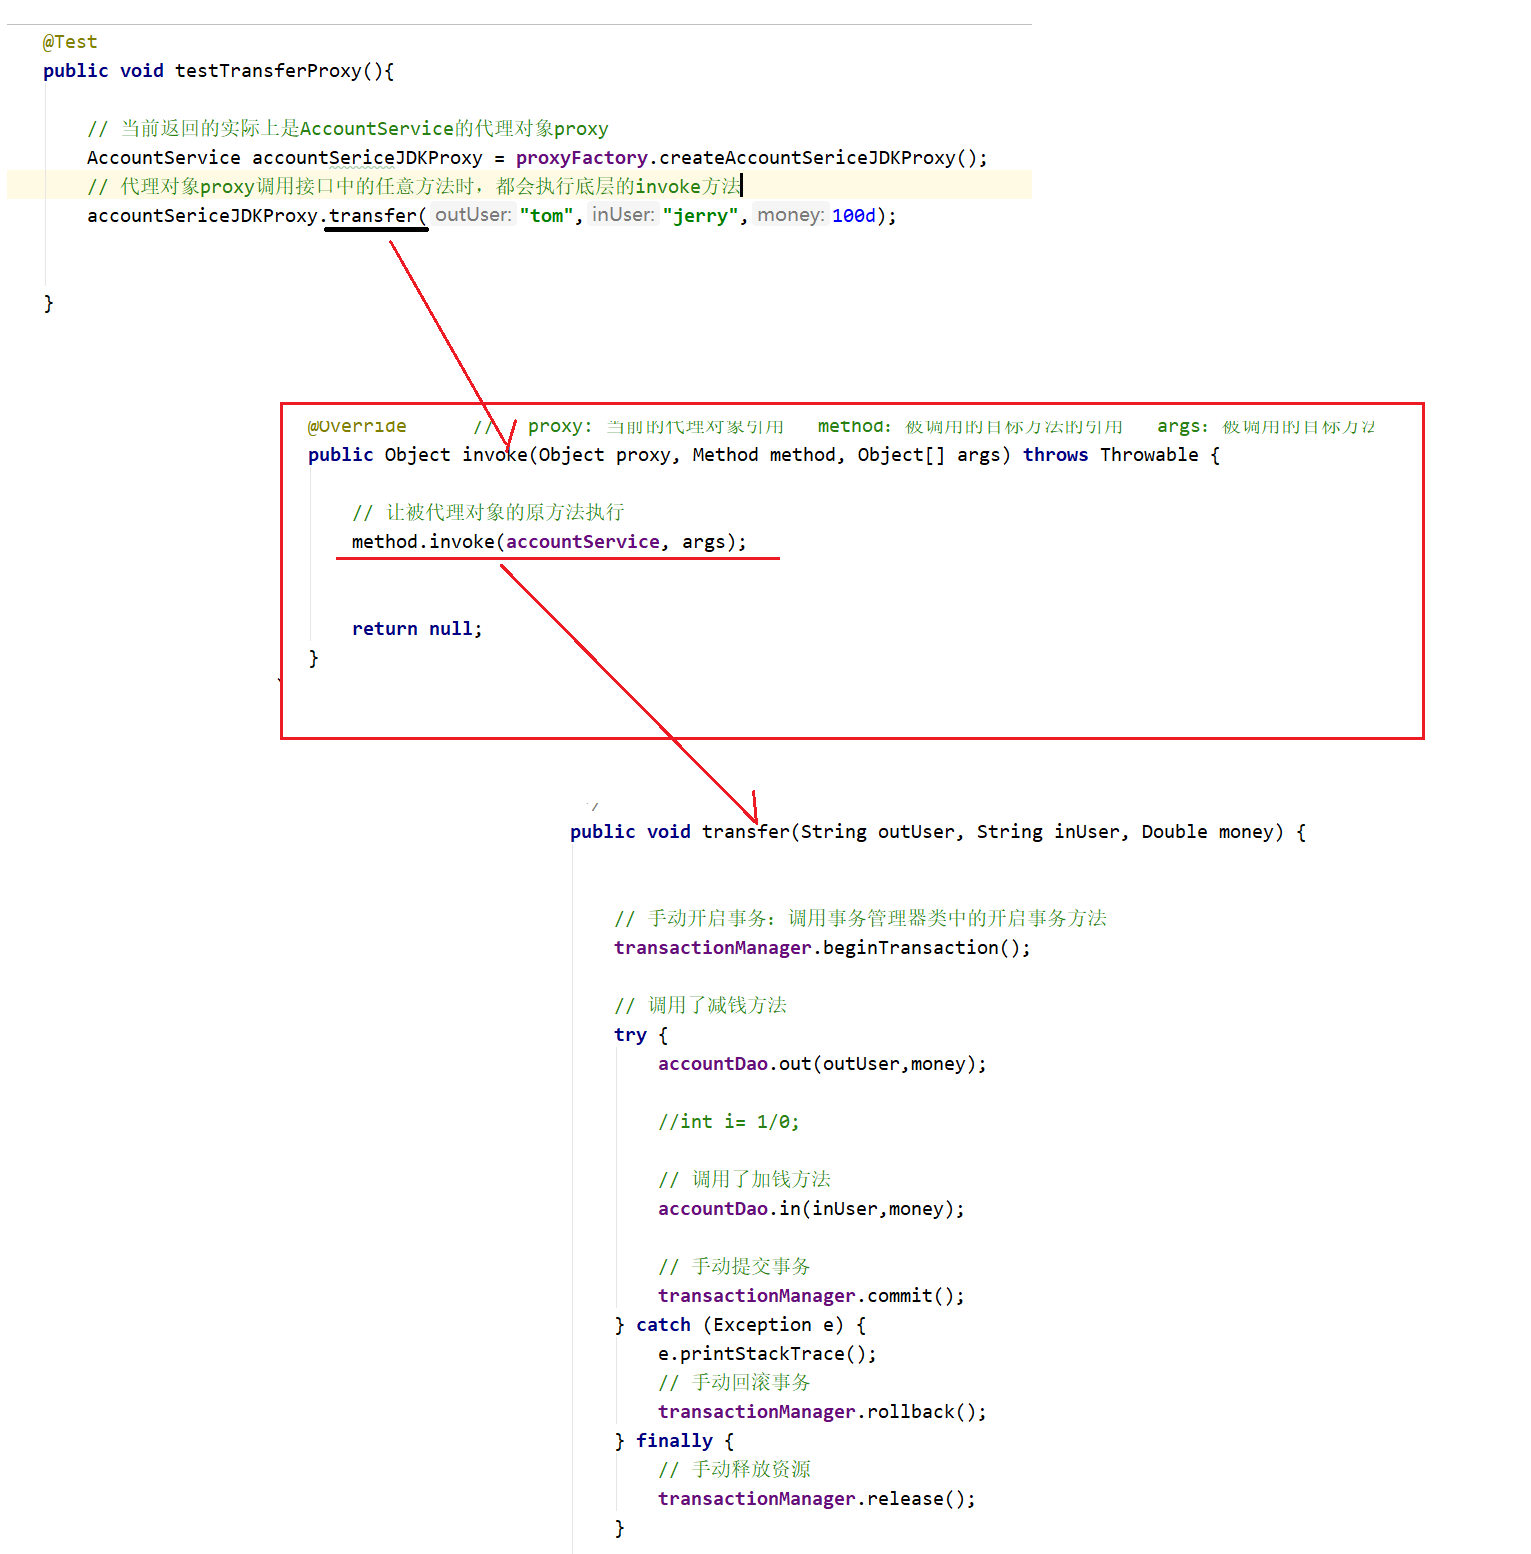 @Test
public void testTransferProxy(){
// 当前返回的实际上是AccountService的代理对象proxy
AccountService accountSericeJDKProxy = proxyFactory.createAccountSericeJDKProxy();
// 代理对象proxy调用接口中的任意方法时，都会执行底层的invoke方法
accountSericeJDKProxy.transfer( outUser: "tom", inUser: "jerry", money: 100d);
}
@Override // proxy: 当前的代理对象引用 method: 被调用的目标方法的引用 args: 被调用的目标方法
public Object invoke(Object proxy, Method method, Object[] args) throws Throwable {
// 让被代理对象的原方法执行
method.invoke(accountService, args);
return null;
}
public void transfer(String outUser, String inUser, Double money) {
// 手动开启事务：调用事务管理器类中的开启事务方法
transactionManager.beginTransaction();
// 调用了减钱方法
try {
accountDao.out(outUser,money);
//int i= 1/0;
// 调用了加钱方法
accountDao.in(inUser,money);
// 手动提交事务
transactionManager.commit();
} catch (Exception e) {
e.printStackTrace();
// 手动回滚事务
transactionManager.rollback();
} finally {
// 手动释放资源
transactionManager.release();
}